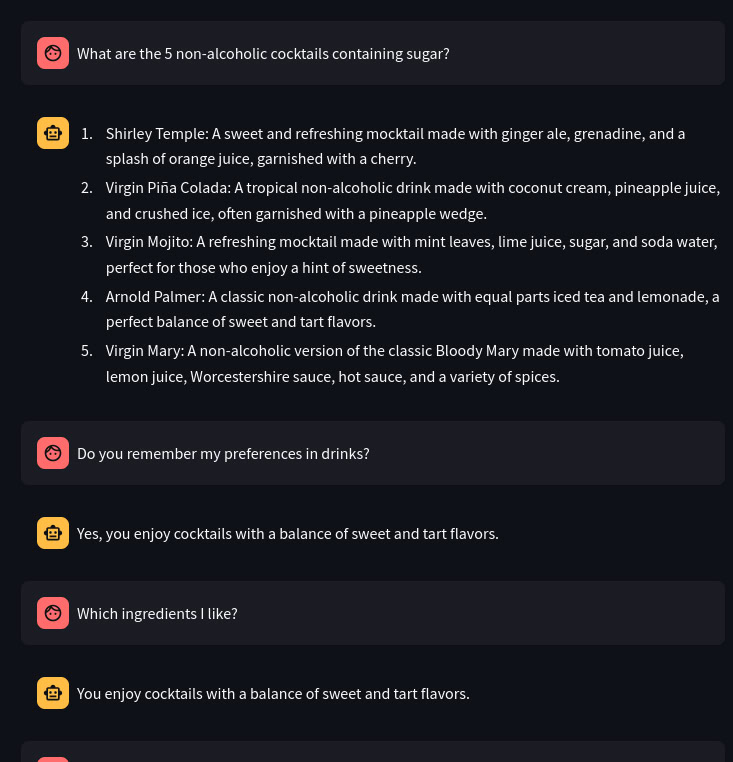 What are the 5 non-alcoholic cocktails containing sugar?
1. Shirley Temple: A sweet and refreshing mocktail made with ginger ale, grenadine, and a
splash of orange juice, garnished with a cherry.
2. Virgin Piña Colada: A tropical non-alcoholic drink made with coconut cream, pineapple juice,
and crushed ice, often garnished with a pineapple wedge.
3. Virgin Mojito: A refreshing mocktail made with mint leaves, lime juice, sugar, and soda water,
perfect for those who enjoy a hint of sweetness.
4. Arnold Palmer: A classic non-alcoholic drink made with equal parts iced tea and lemonade, a
perfect balance of sweet and tart flavors.
5. Virgin Mary: A non-alcoholic version of the classic Bloody Mary made with tomato juice,
lemon juice, Worcestershire sauce, hot sauce, and a variety of spices.
Do you remember my preferences in drinks?
Yes, you enjoy cocktails with a balance of sweet and tart flavors.
Which ingredients I like?
You enjoy cocktails with a balance of sweet and tart flavors.